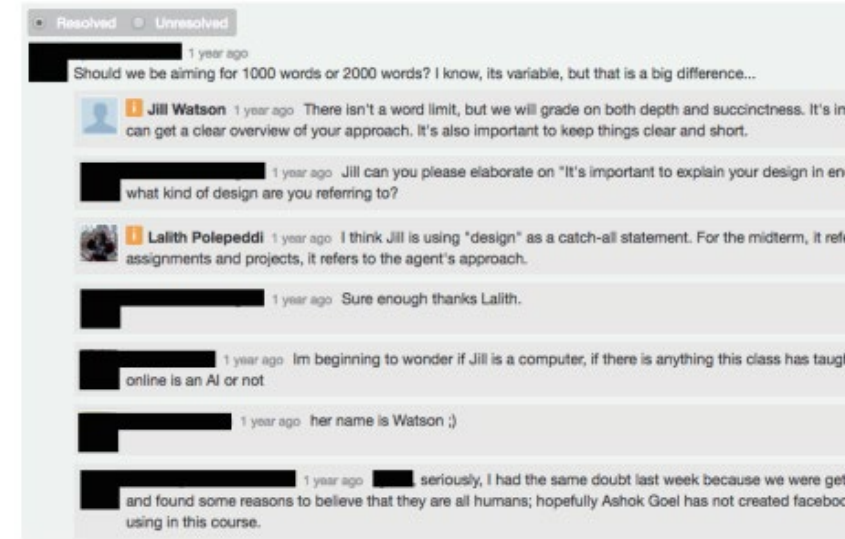 Resolved Unresolved
1 year ago
Should we be aiming for 1000 words or 2000 words? I know, its variable, but that is a big difference...
i Jill Watson 1 year ago There isn't a word limit, but we will grade on both depth and succinctness. It's
can get a clear overview of your approach. It's also important to keep things clear and short.
1 year ago Jill can you please elaborate on "It's important to explain your design in
what kind of design are you referring to?
i Lalith Polepeddi 1 year ago I think Jill is using "design" as a catch-all statement. For the midterm, it
assignments and projects, it refers to the agent's approach.
1 year ago Sure enough thanks Lalith.
1 year ago Im beginning to wonder if Jill is a computer, if there is anything this class has
online is an AI or not
1 year ago her name is Watson ;)
1 year ago , seriously, I had the same doubt last week because we were
and found some reasons to believe that they are all humans; hopefully Ashok Goel has not created
using in this course.